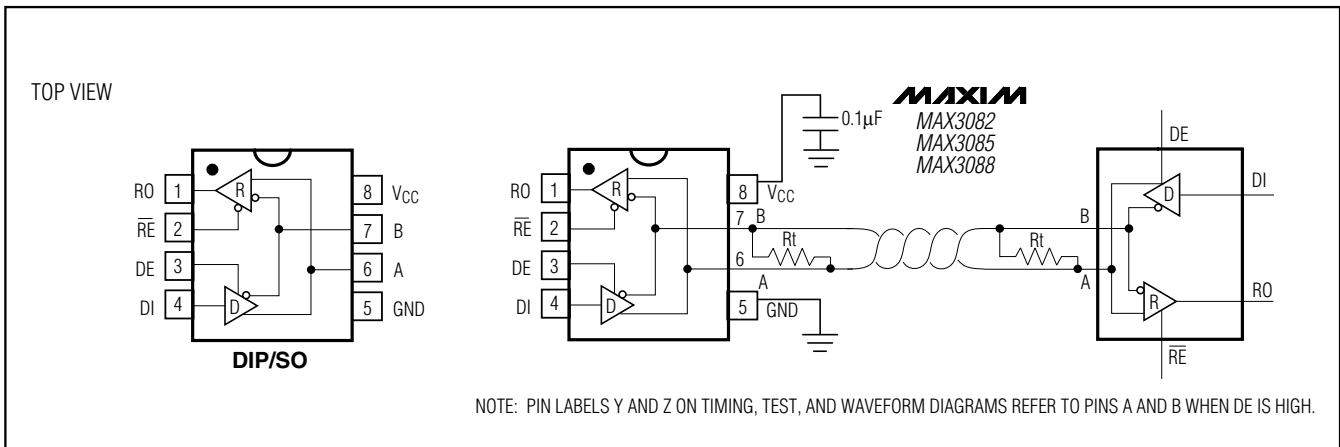 TOP VIEW
RO 1
R̅E̅ 2
DE 3
DI 4
R
D
8 VCC
7 B
6 A
5 GND
DIP/SO
RO 1
R̅E̅ 2
DE 3
DI 4
R
D
8 VCC
7 B
6 A
5 GND
0.1µF
Rt
MAXIM
MAX3082
MAX3085
MAX3088
Rt
B
A
DE
D
DI
R
RO
R̅E̅
NOTE: PIN LABELS Y AND Z ON TIMING, TEST, AND WAVEFORM DIAGRAMS REFER TO PINS A AND B WHEN DE IS HIGH.